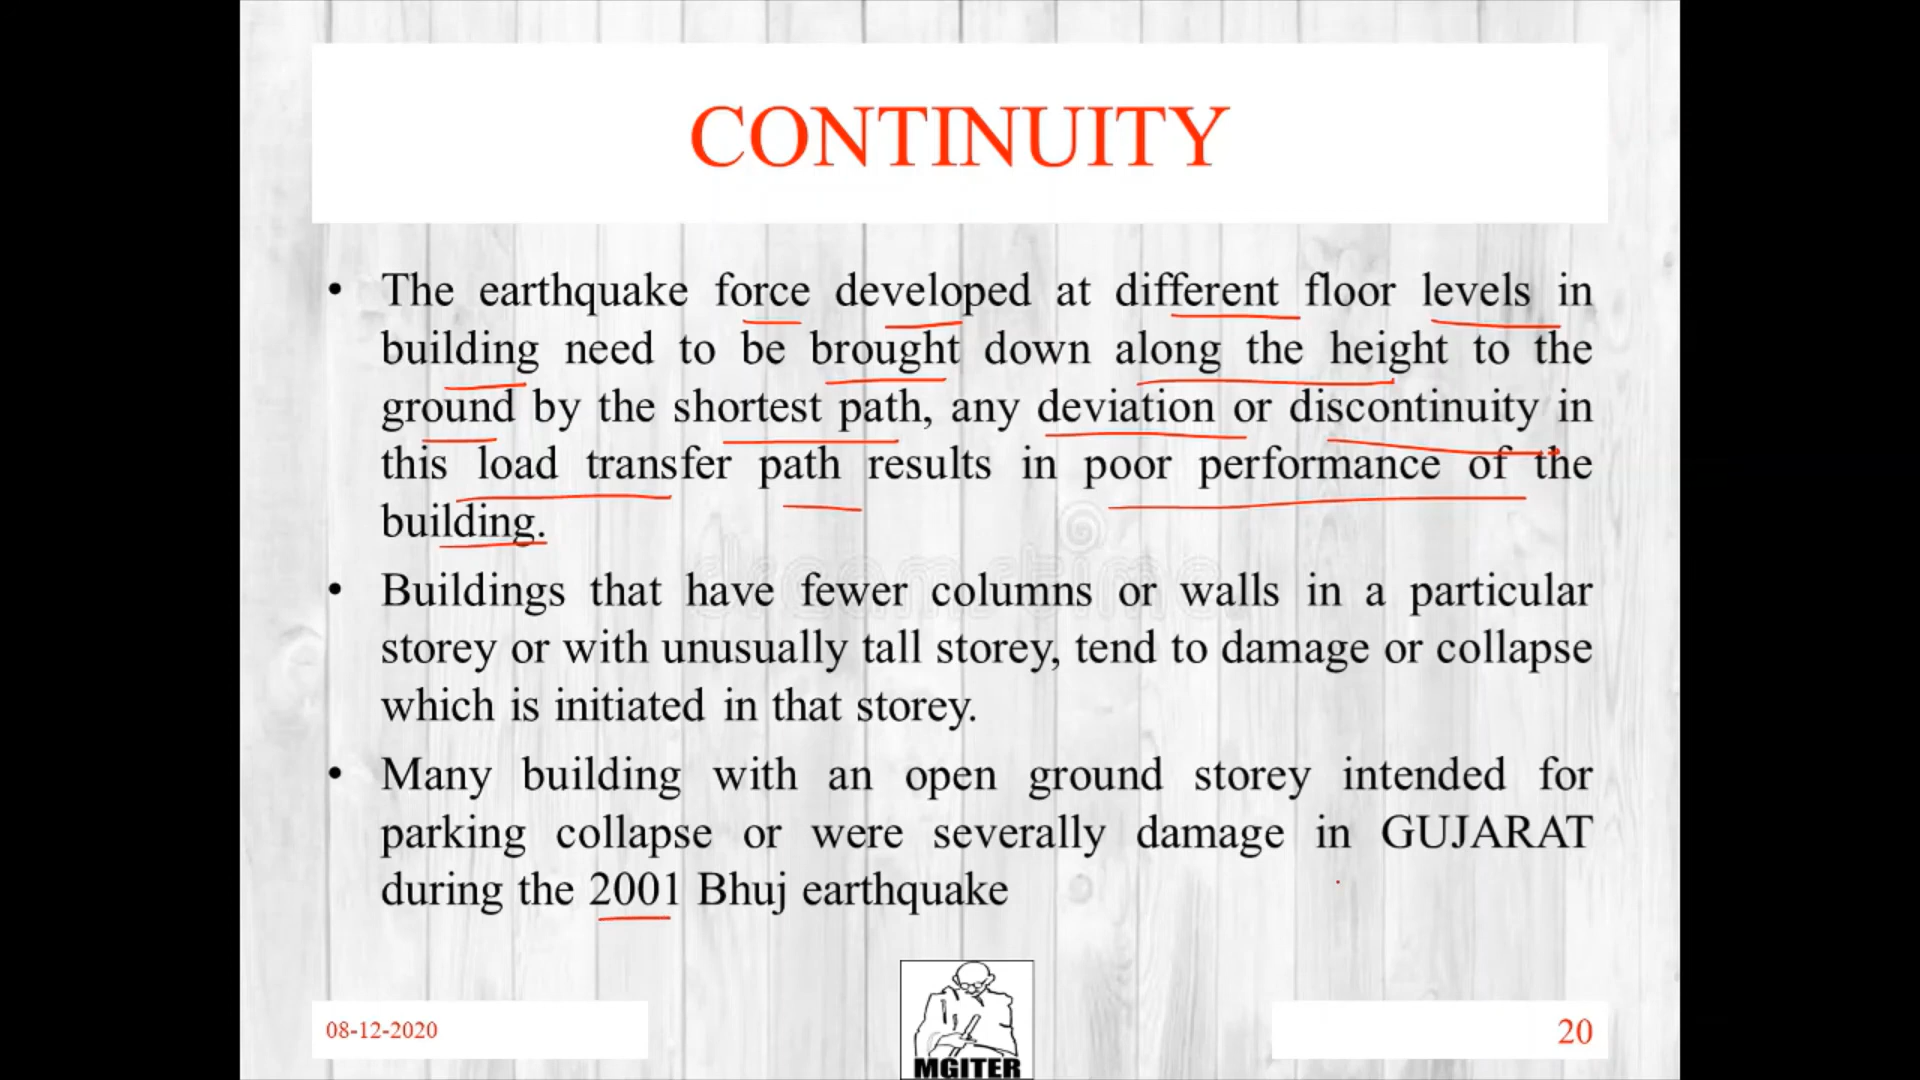 CONTINUITY
• The earthquake force developed at different floor levels in
building need to be brought down along the height to the
ground by the shortest path, any deviation or discontinuity in
this load transfer path results in poor performance of the
building.
• Buildings that have fewer columns or walls in a particular
storey or with unusually tall storey, tend to damage or collapse
which is initiated in that storey.
• Many building with an open ground storey intended for
parking collapse or were severally damage in GUJARAT
during the 2001 Bhuj earthquake
dreamstime
08-12-2020
MGITER
20